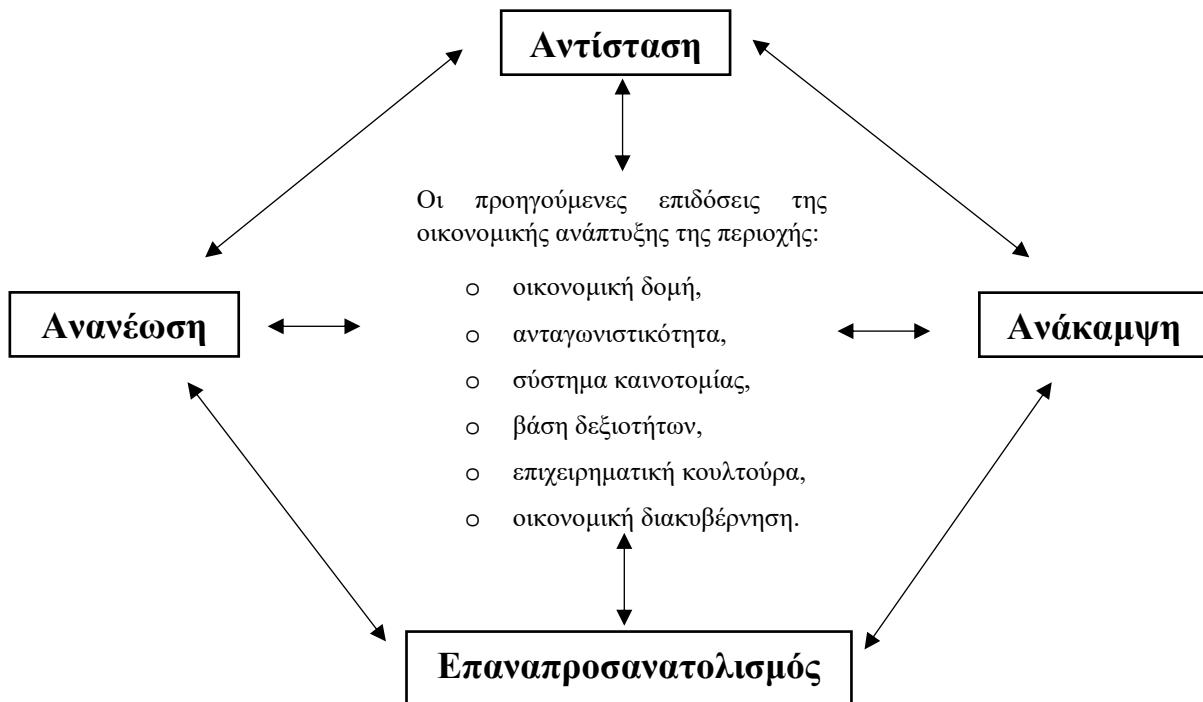 Αντίσταση
Οι προηγούμενες επιδόσεις της
οικονομικής ανάπτυξης της περιοχής:
o οικονομική δομή,
Ανανέωση
o ανταγωνιστικότητα,
Ανάκαμψη
o σύστημα καινοτομίας,
o βάση δεξιοτήτων,
o επιχειρηματική κουλτούρα,
o οικονομική διακυβέρνηση.
Επαναπροσανατολισμός